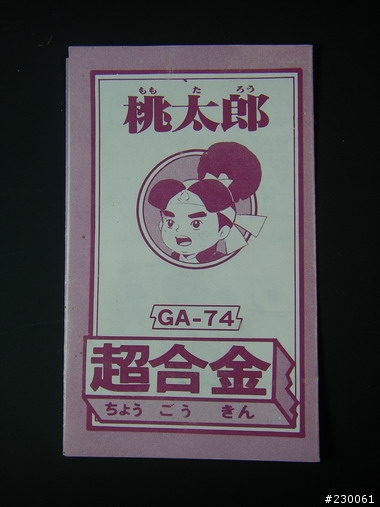 もも た ろう
桃太郎
GA-74
超合金
ちょう ごう きん
#230061